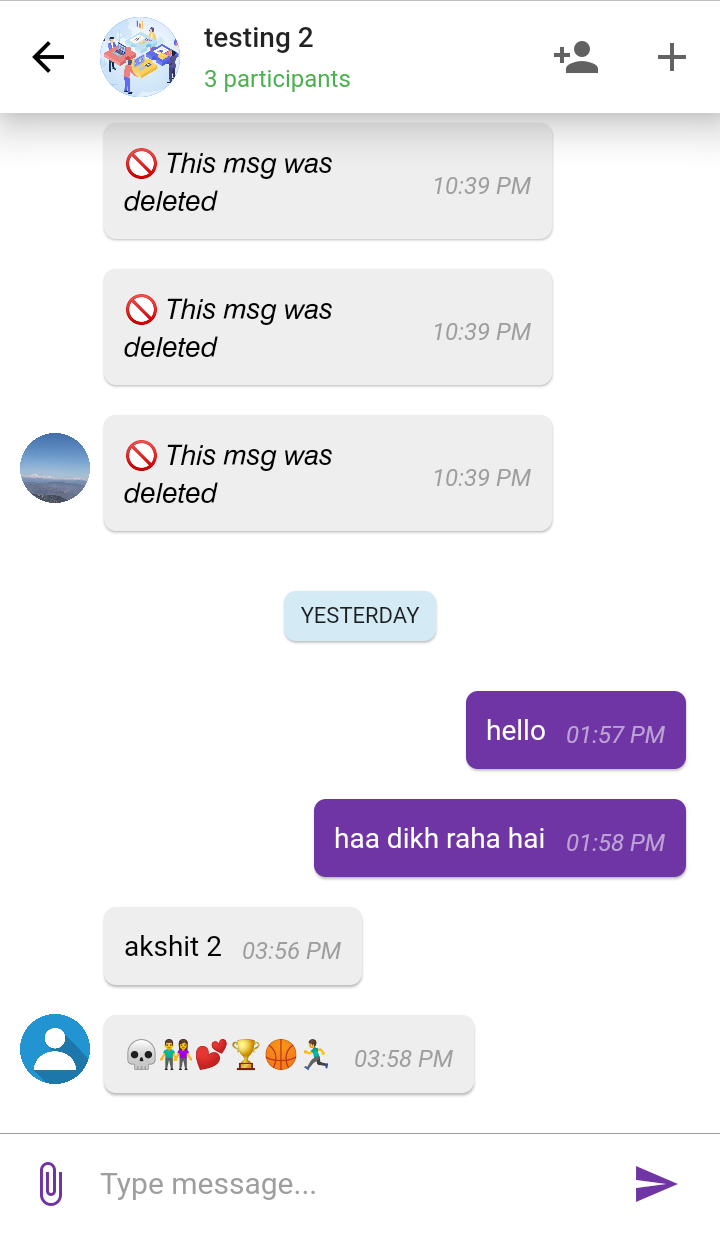 testing 2
3 participants
🚫 This msg was
deleted
10:39 PM
🚫 This msg was
deleted
10:39 PM
🚫 This msg was
deleted
10:39 PM
YESTERDAY
hello 01:57 PM
haa dikh raha hai 01:58 PM
akshit 2 03:56 PM
💀👫💕🏆🏀🏃‍♂️ 03:58 PM
Type message...